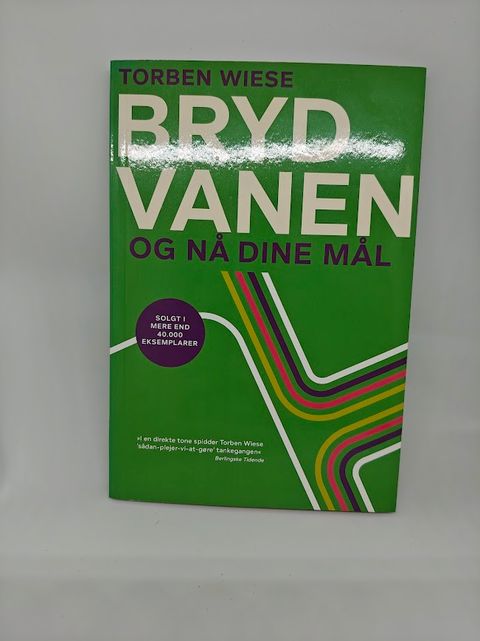 TORBEN WIESE
BRYD
VANEN
OG NÅ DINE MÅL
SOLGT I
MERE END
40.000
EKSEMPLARER
»I en direkte tone spidder Torben Wiese
'sådan-plejer-vi-at-gøre' tankegangen«
Berlingske Tidende